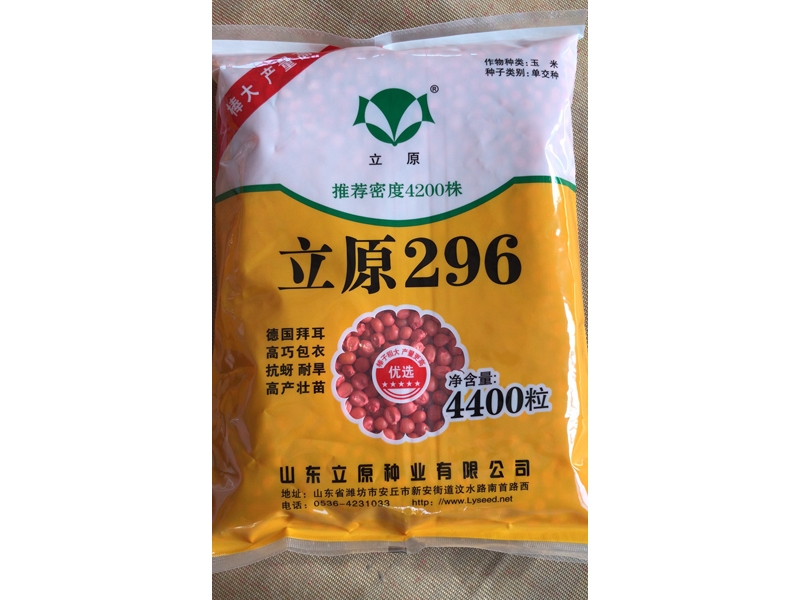 棒大 产量高
作物种类：玉 米
种子类别：单交种
®
立 原
推荐密度4200株
立原296
德国拜耳
高巧包衣
抗蚜 耐旱
高产壮苗
优选
净含量：
4400粒
山东立原种业有限公司
地址：山东省潍坊市安丘市新安街道汶水路南首路西
电话：0536-4231033 http：//www.Lyseed.net